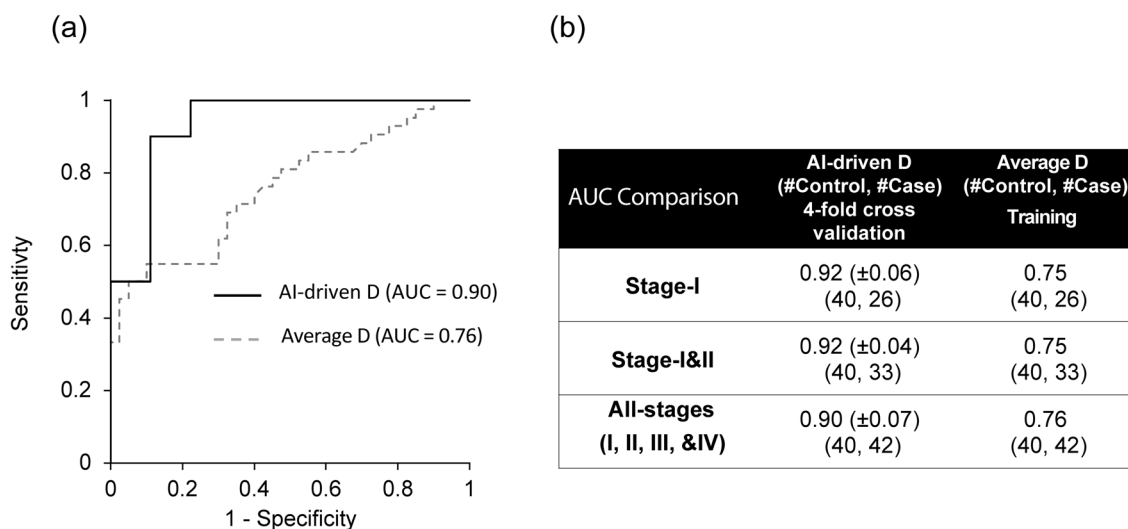 (a)
Sensitivty
1
0.8
0.6
0.4
0.2
0
AI-driven D (AUC = 0.90)
Average D (AUC = 0.76)
0 0.2 0.4 0.6 0.8 1
1 - Specificity
(b)
AUC Comparison
AI-driven D
(#Control, #Case)
4-fold cross
validation
Average D
(#Control, #Case)
Training
Stage-I
0.92 (±0.06)
(40, 26)
0.75
(40, 26)
Stage-I&II
0.92 (±0.04)
(40, 33)
0.75
(40, 33)
All-stages
(I, II, III, &IV)
0.90 (±0.07)
(40, 42)
0.76
(40, 42)